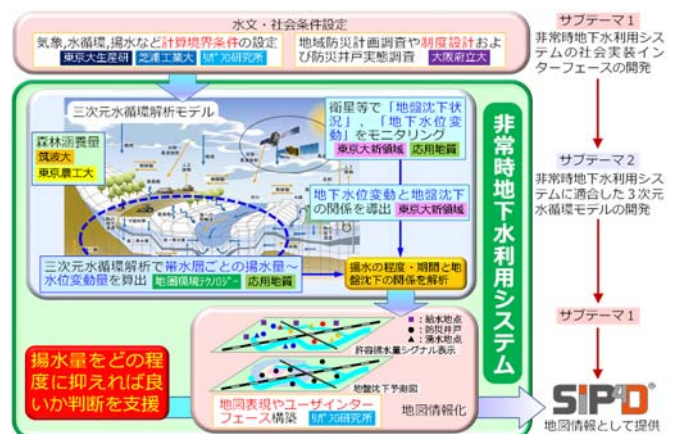 水文・社会条件設定
気象,水循環,揚水など計算境界条件の設定
東京大生産研 芝浦工業大 リバフロ研究所
地域防災計画調査や制度設計およ
び防災井戸実態調査 大阪府立大
三次元水循環解析モデル
森林涵養量
筑波大
東京農工大
衛星等で「地盤沈下状
況」、「地下水位変
動」をモニタリング
東京大新領域 応用地質
地下水位変動と地盤沈下
の関係を導出 東京大新領域
三次元水循環解析で帯水層ごとの揚水量～
水位変動量を算出 地圏環境テクノロジー 応用地質
揚水の程度・期間と地
盤沈下の関係を解析
非常時地下水利用システム
■：給水地点
●：防災井戸
▲：湧水地点
許容揚水量シグナル表示
地盤沈下予測図
地図表現やユーザインター
フェース構築 リバフロ研究所
地図情報化
揚水量をどの程
度に抑えれば良
いか判断を支援
サブテーマ１
非常時地下水利用シス
テムの社会実装イン
ターフェースの開発
サブテーマ２
非常時地下水利用シス
テムに適合した３次元
水循環モデルの開発
サブテーマ１
SIP4D
地図情報として提供